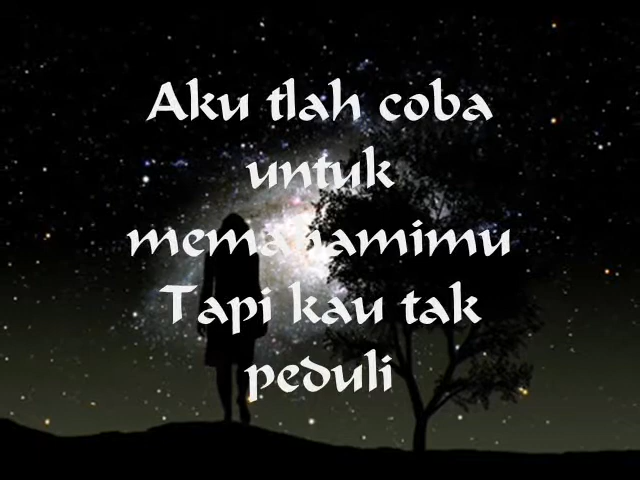 Aku tlah coba
untuk
memahamimu
Tapi kau tak
peduli